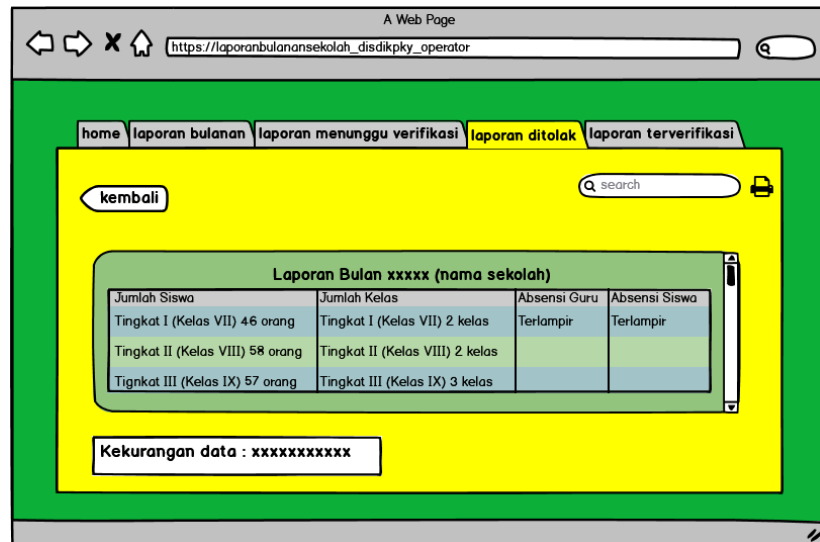 A Web Page
https://laporanbulanansekolah_disdikpky_operator
home laporan bulanan laporan menunggu verifikasi laporan ditolak laporan terverifikasi
kembali
search
Laporan Bulan xxxxx (nama sekolah)
Jumlah Siswa Jumlah Kelas Absensi Guru Absensi Siswa
Tingkat I (Kelas VII) 46 orang Tingkat I (Kelas VII) 2 kelas Terlampir Terlampir
Tingkat II (Kelas VIII) 58 orang Tingkat II (Kelas VIII) 2 kelas
Tignkat III (Kelas IX) 57 orang Tingkat III (Kelas IX) 3 kelas
Kekurangan data : xxxxxxxxxxx